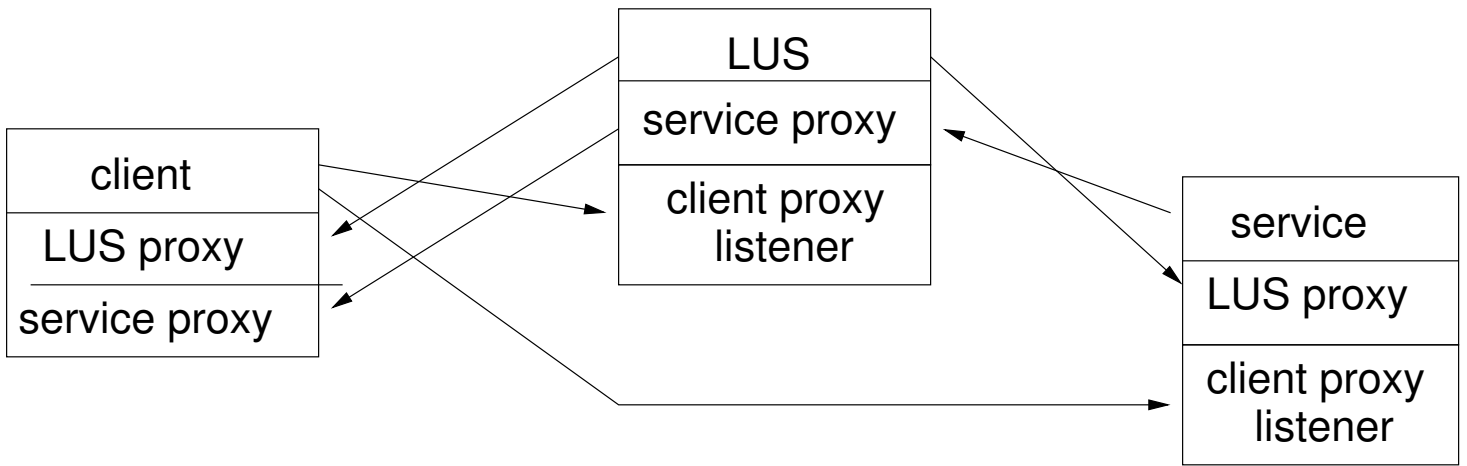 client
LUS proxy
service proxy
LUS
service proxy
client proxy
listener
service
LUS proxy
client proxy
listener